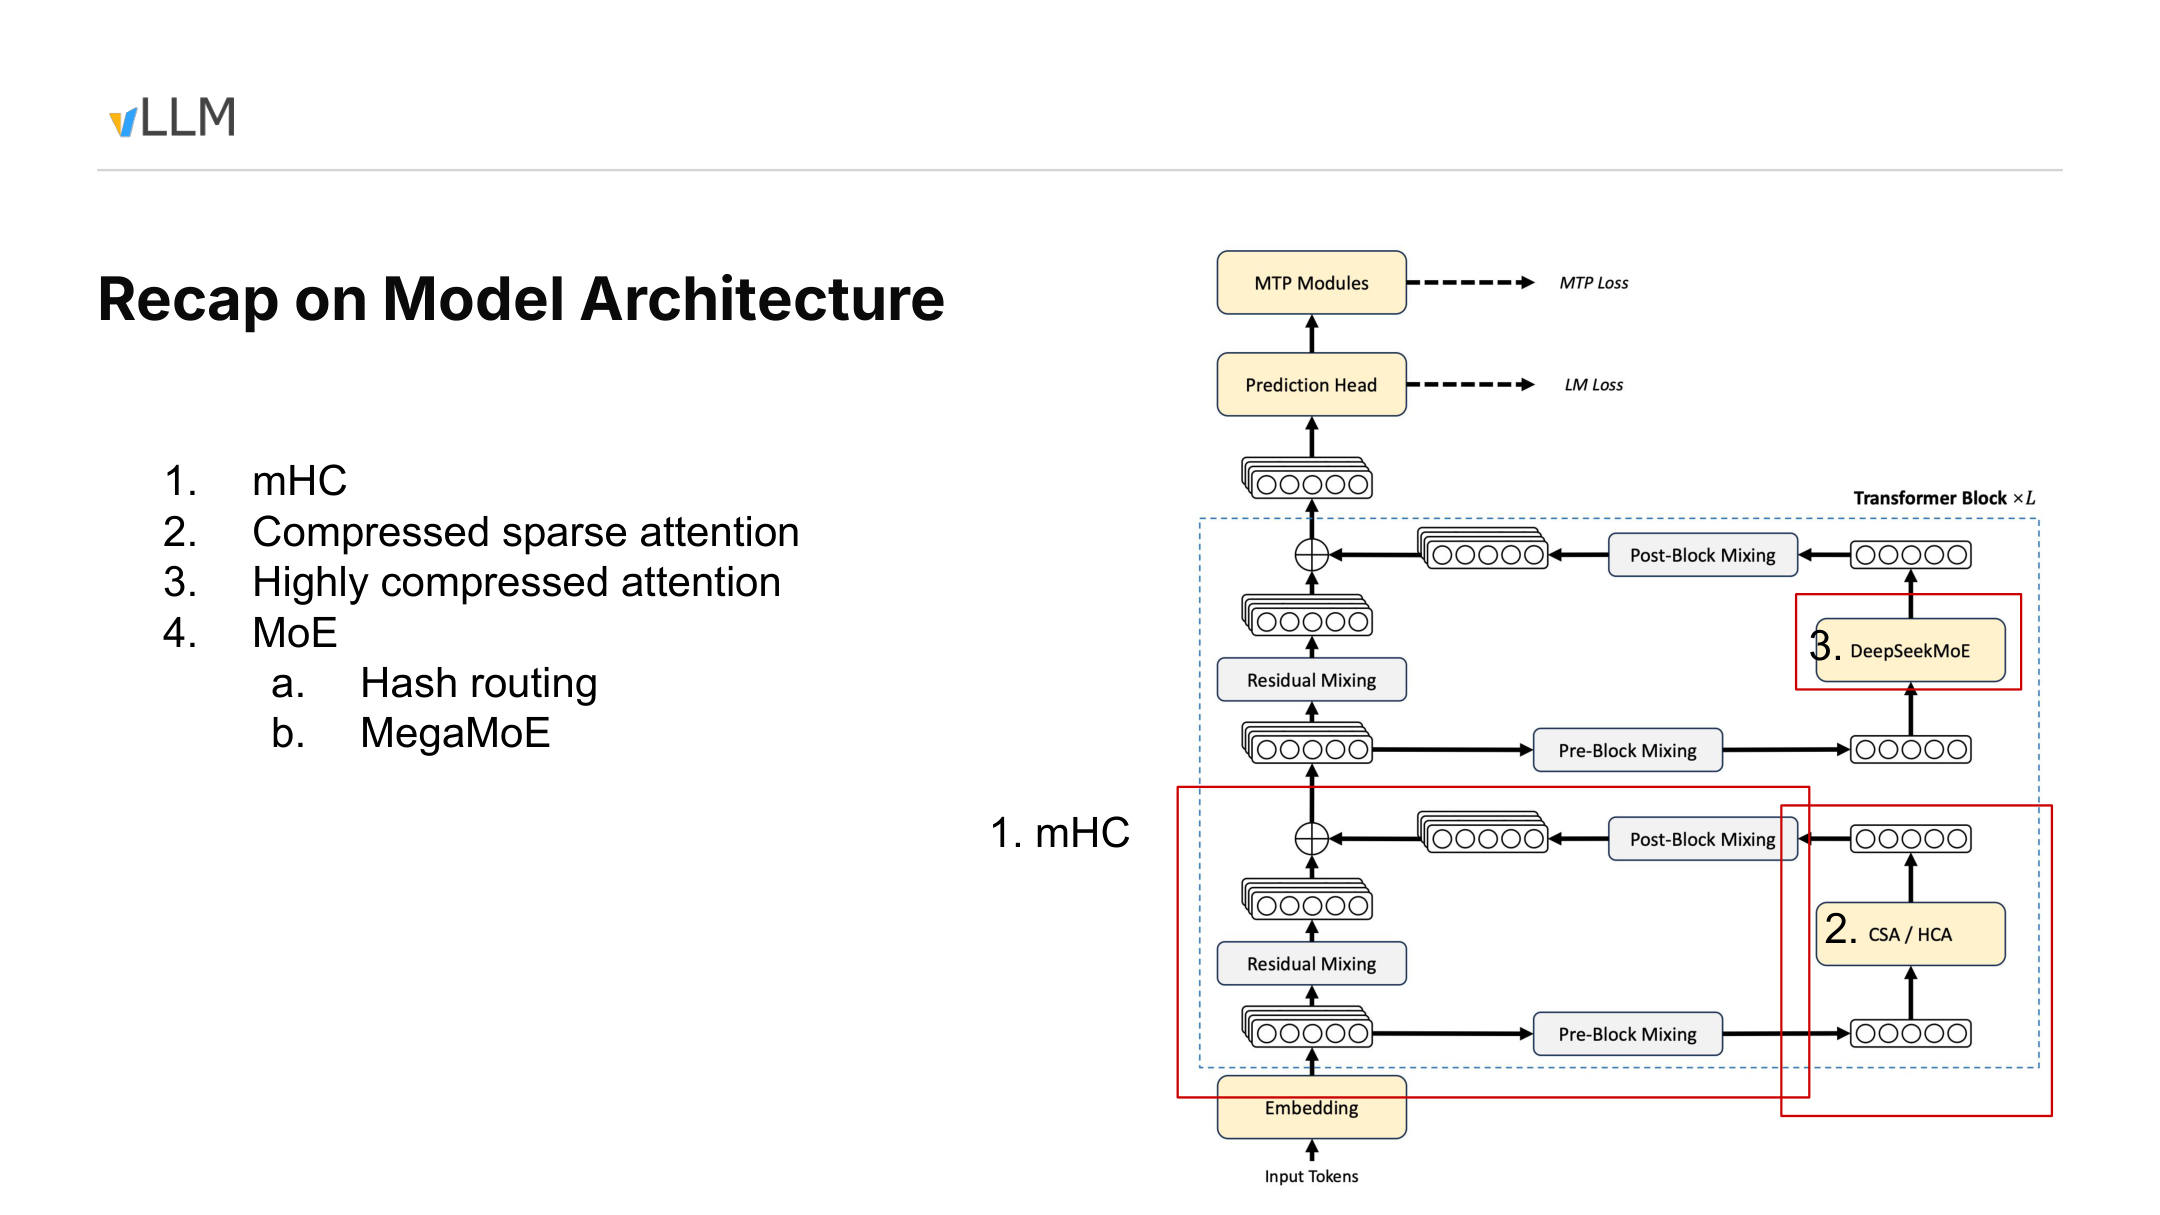 vLLM
Recap on Model Architecture
1. mHC
2. Compressed sparse attention
3. Highly compressed attention
4. MoE
a. Hash routing
b. MegaMoE
1. mHC
MTP Modules
MTP Loss
Prediction Head
LM Loss
Transformer Block ×L
Post-Block Mixing
3. DeepSeekMoE
Residual Mixing
Pre-Block Mixing
Post-Block Mixing
2. CSA / HCA
Residual Mixing
Pre-Block Mixing
Embedding
Input Tokens